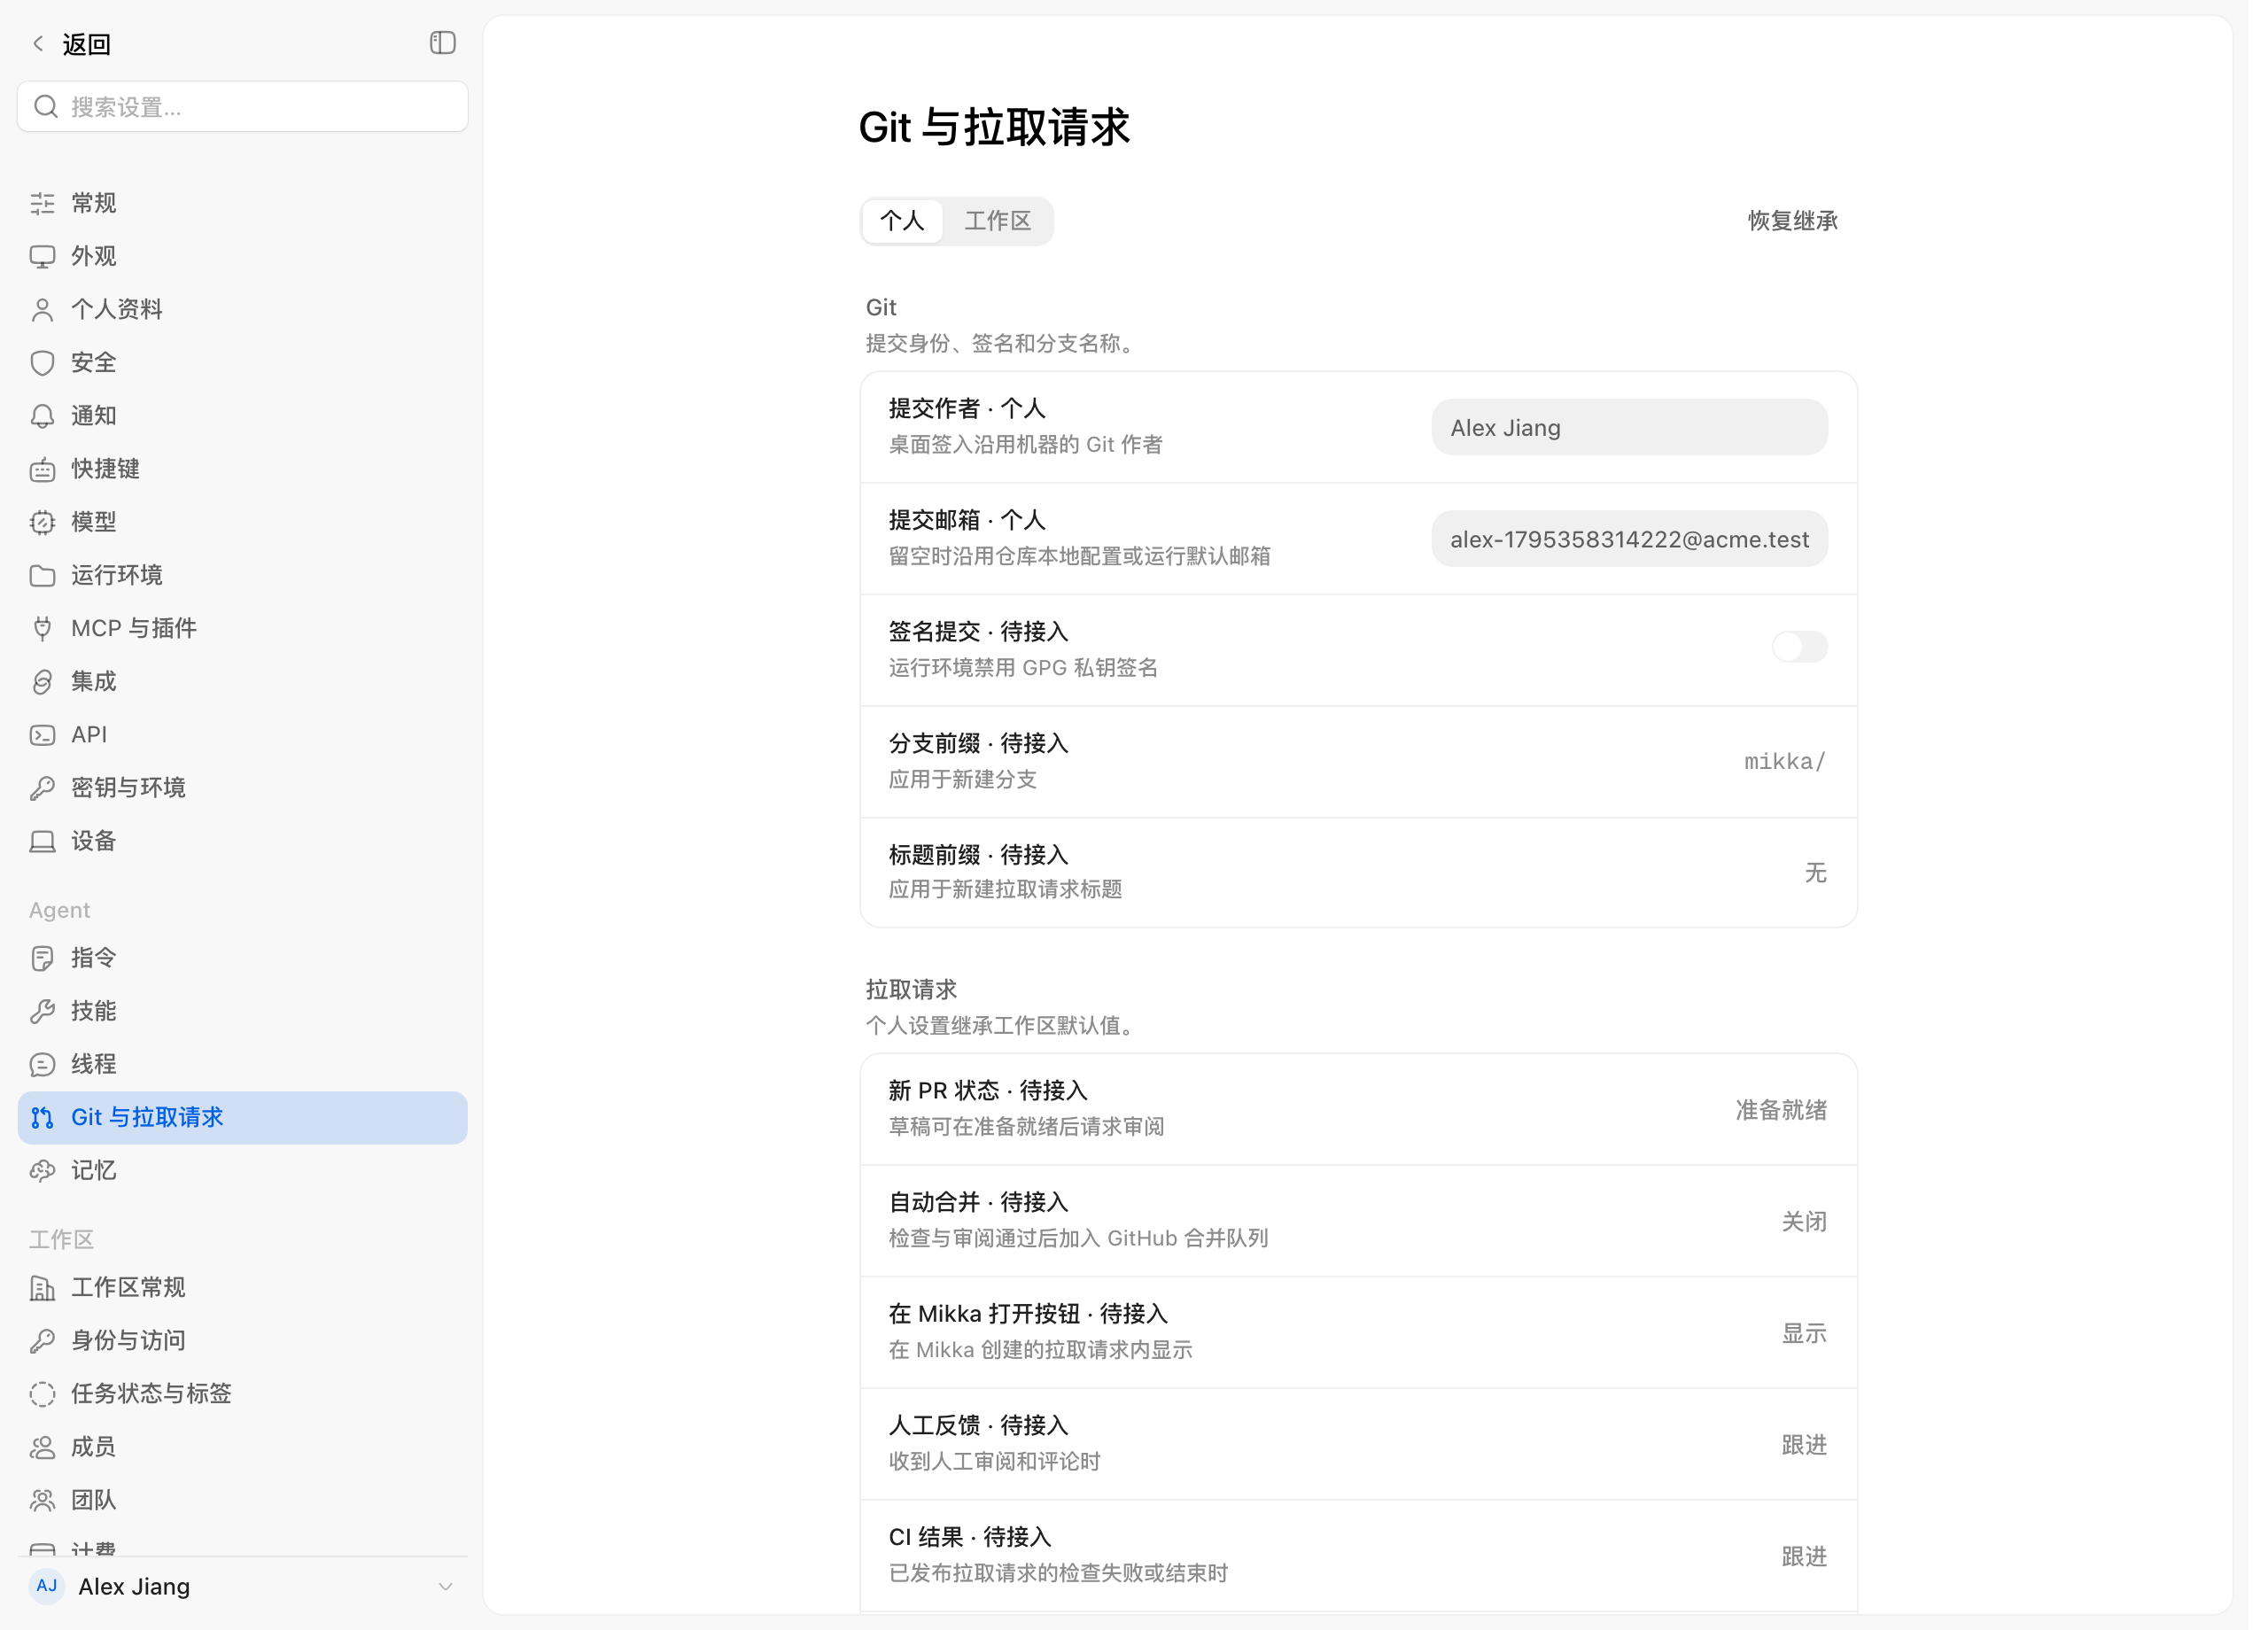 返回
搜索设置...
常规
外观
个人资料
安全
通知
快捷键
模型
运行环境
MCP 与插件
集成
API
密钥与环境
设备
Agent
指令
技能
线程
Git 与拉取请求
记忆
工作区
工作区常规
身份与访问
任务状态与标签
成员
团队
计费
AJ Alex Jiang
Git 与拉取请求
个人 工作区 恢复继承
Git
提交身份、签名和分支名称。
提交作者 · 个人
桌面签入沿用机器的 Git 作者
Alex Jiang
提交邮箱 · 个人
留空时沿用仓库本地配置或运行默认邮箱
alex-1795358314222@acme.test
签名提交 · 待接入
运行环境禁用 GPG 私钥签名
分支前缀 · 待接入
应用于新建分支
mikka/
标题前缀 · 待接入
应用于新建拉取请求标题
无
拉取请求
个人设置继承工作区默认值。
新 PR 状态 · 待接入
草稿可在准备就绪后请求审阅
准备就绪
自动合并 · 待接入
检查与审阅通过后加入 GitHub 合并队列
关闭
在 Mikka 打开按钮 · 待接入
在 Mikka 创建的拉取请求内显示
显示
人工反馈 · 待接入
收到人工审阅和评论时
跟进
CI 结果 · 待接入
已发布拉取请求的检查失败或结束时
跟进